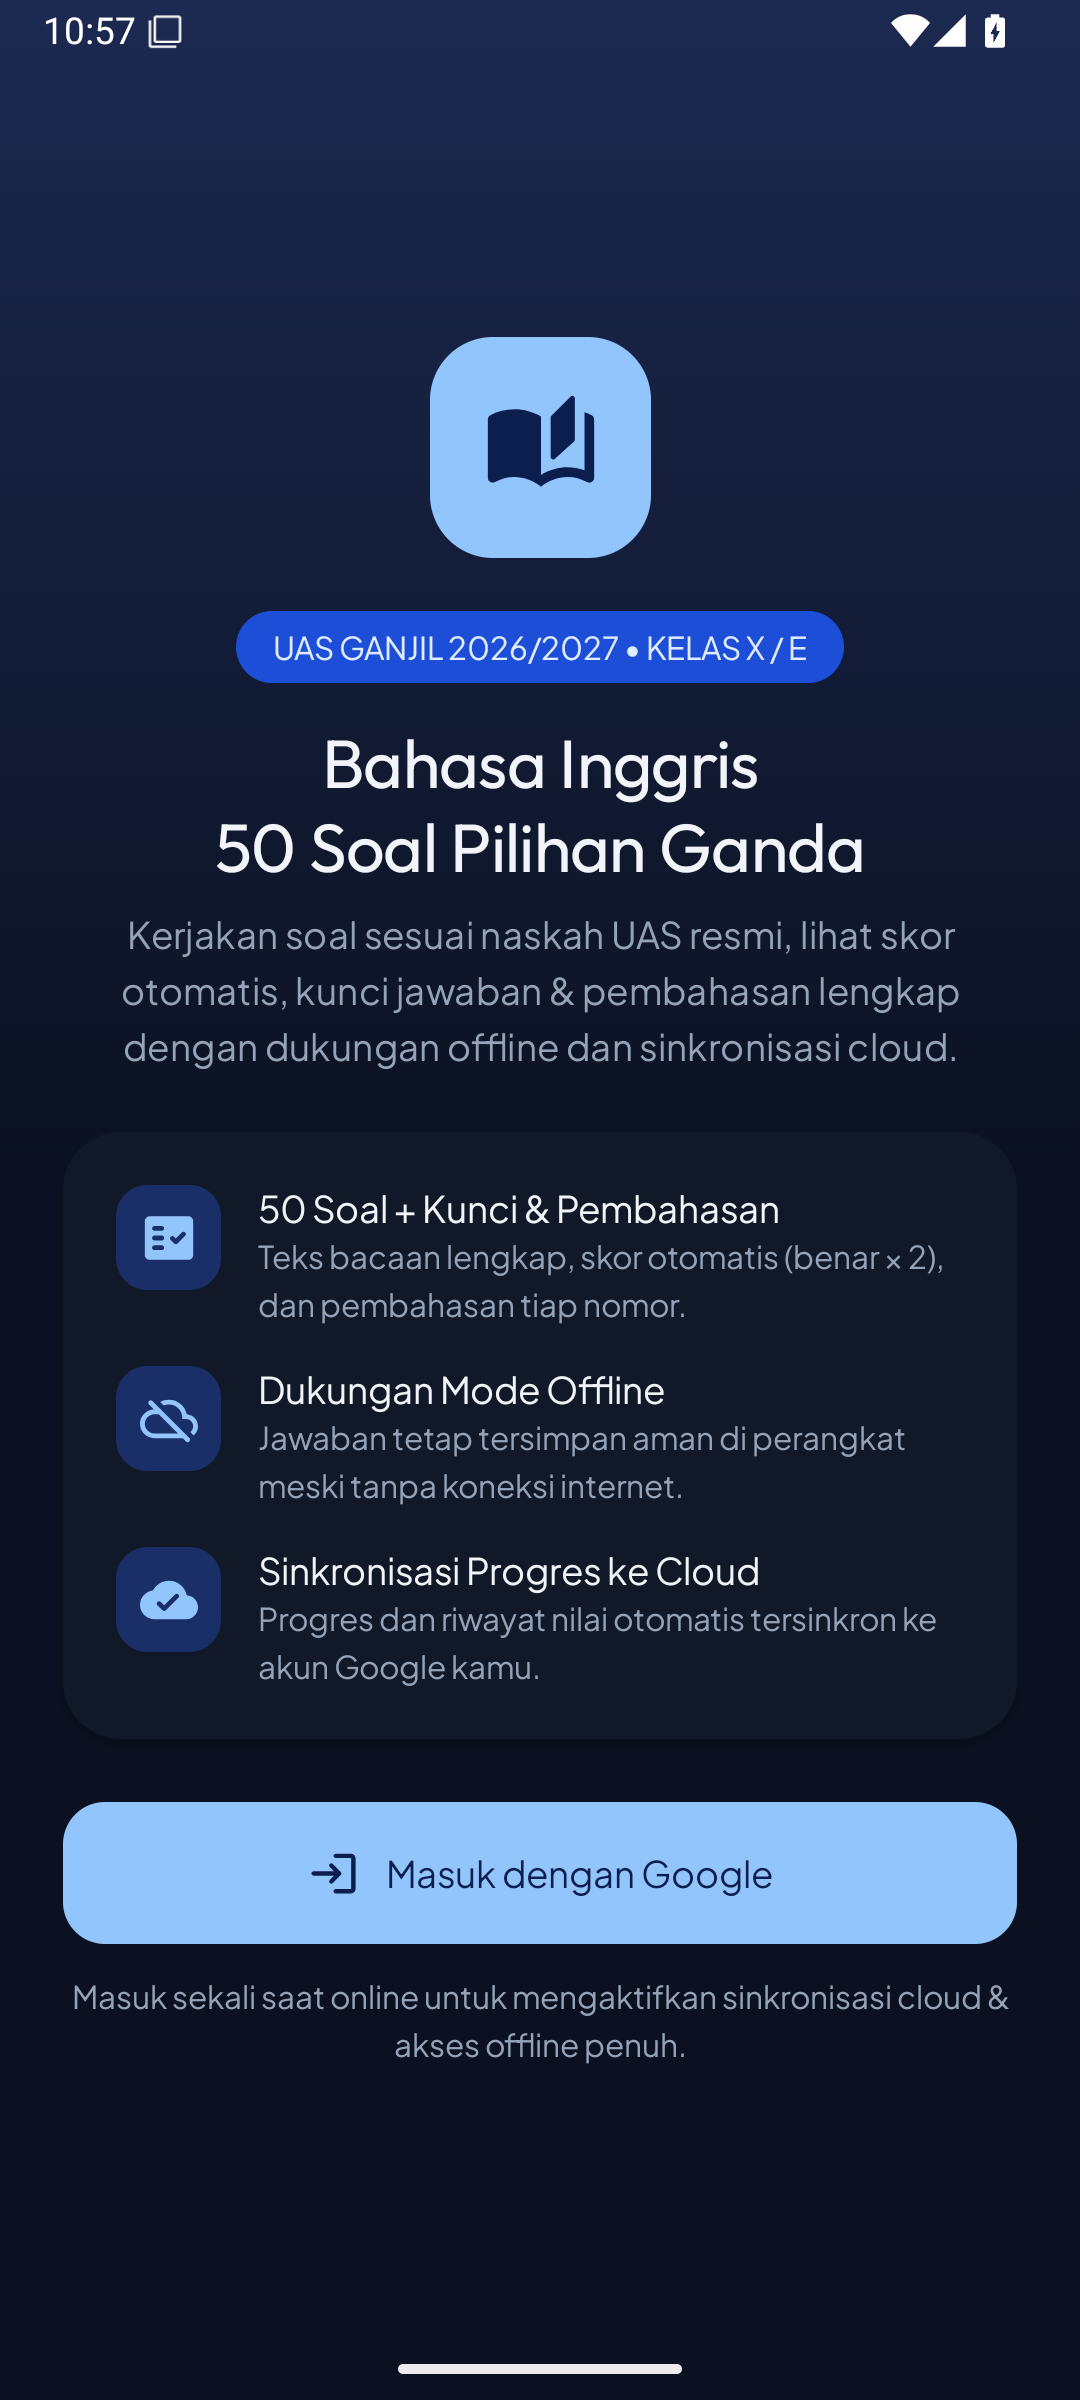 10:57
UAS GANJIL 2026/2027 • KELAS X / E
Bahasa Inggris
50 Soal Pilihan Ganda
Kerjakan soal sesuai naskah UAS resmi, lihat skor
otomatis, kunci jawaban & pembahasan lengkap
dengan dukungan offline dan sinkronisasi cloud.
50 Soal + Kunci & Pembahasan
Teks bacaan lengkap, skor otomatis (benar × 2),
dan pembahasan tiap nomor.
Dukungan Mode Offline
Jawaban tetap tersimpan aman di perangkat
meski tanpa koneksi internet.
Sinkronisasi Progres ke Cloud
Progres dan riwayat nilai otomatis tersinkron ke
akun Google kamu.
Masuk dengan Google
Masuk sekali saat online untuk mengaktifkan sinkronisasi cloud &
akses offline penuh.